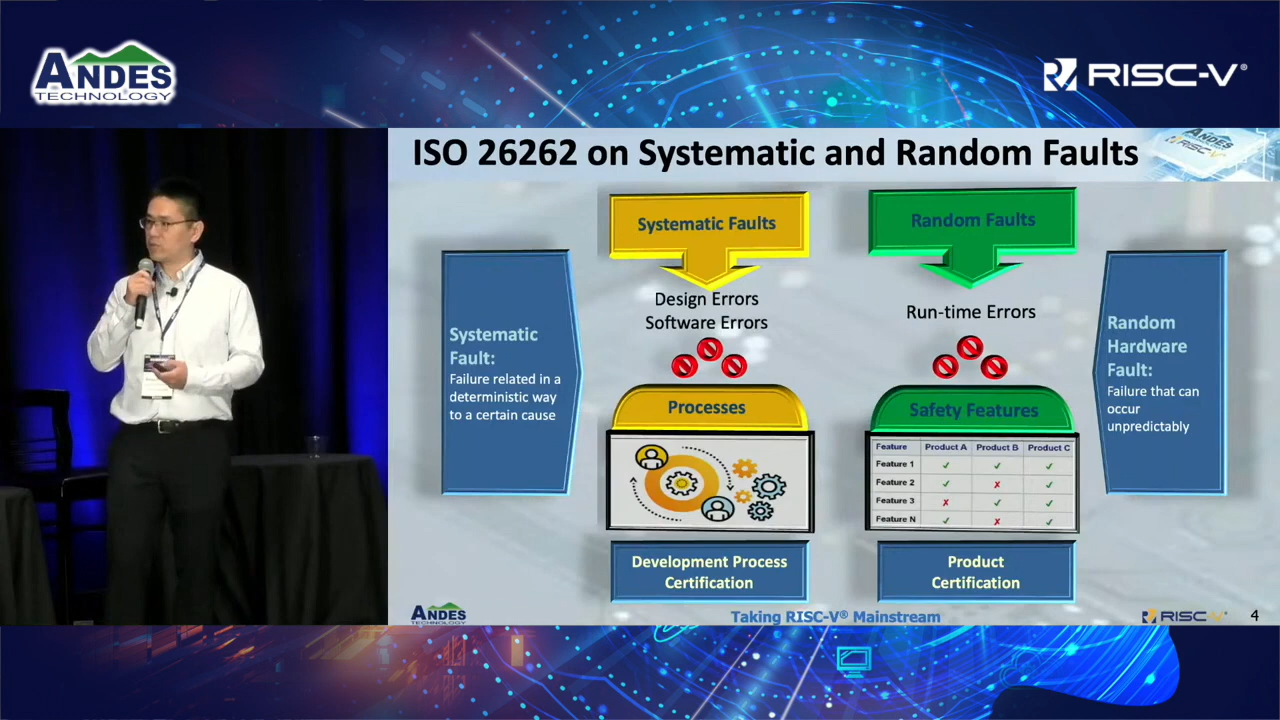 ANDES
TECHNOLOGY
RISC-V®
ISO 26262 on Systematic and Random Faults
ANDES
RISC-V
Systematic Faults
Random Faults
Design Errors
Software Errors
Run-time Errors
Systematic
Fault:
Failure related in a
deterministic way
to a certain cause
Random
Hardware
Fault:
Failure that can
occur
unpredictably
Processes
Safety Features
Feature Product A Product B Product C
Feature 1 ✓ ✓ ✓
Feature 2 ✓ ✗ ✓
Feature 3 ✗ ✓ ✓
Feature N ✓ ✗ ✓
Development Process
Certification
Product
Certification
ANDES
TECHNOLOGY
Taking RISC-V® Mainstream
RISC-V
4